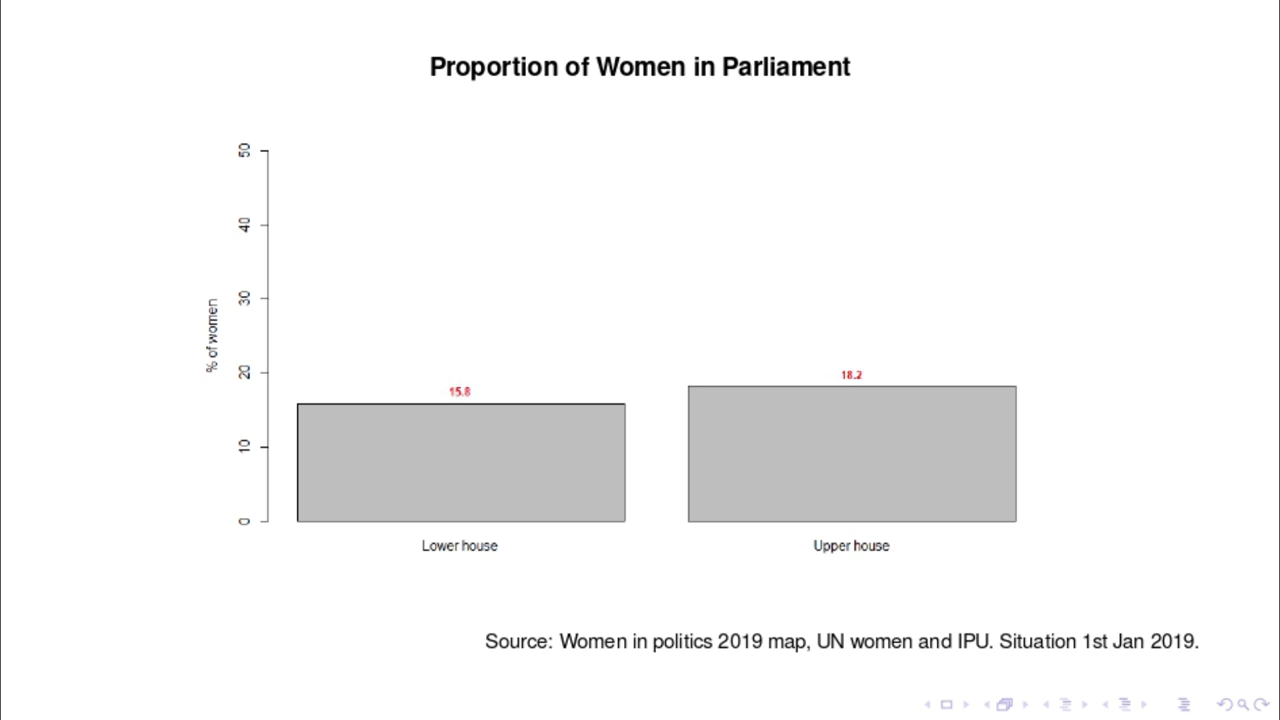 Proportion of Women in Parliament
50
40
30
20
10
0
% of women
15.8
18.2
Lower house
Upper house
Source: Women in politics 2019 map, UN women and IPU. Situation 1st Jan 2019.